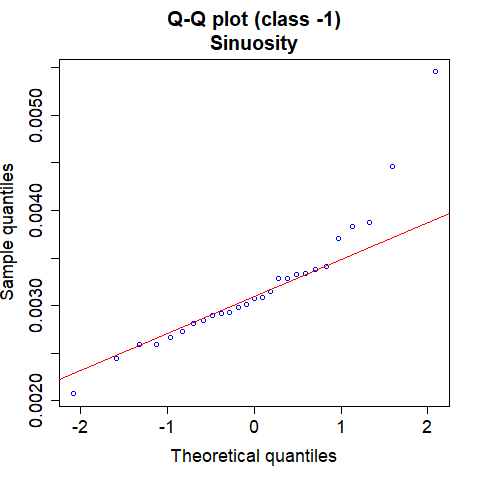 Q-Q plot (class -1)
Sinuosity
Sample quantiles
0.0050
0.0040
0.0030
0.0020
-2 -1 0 1 2
Theoretical quantiles